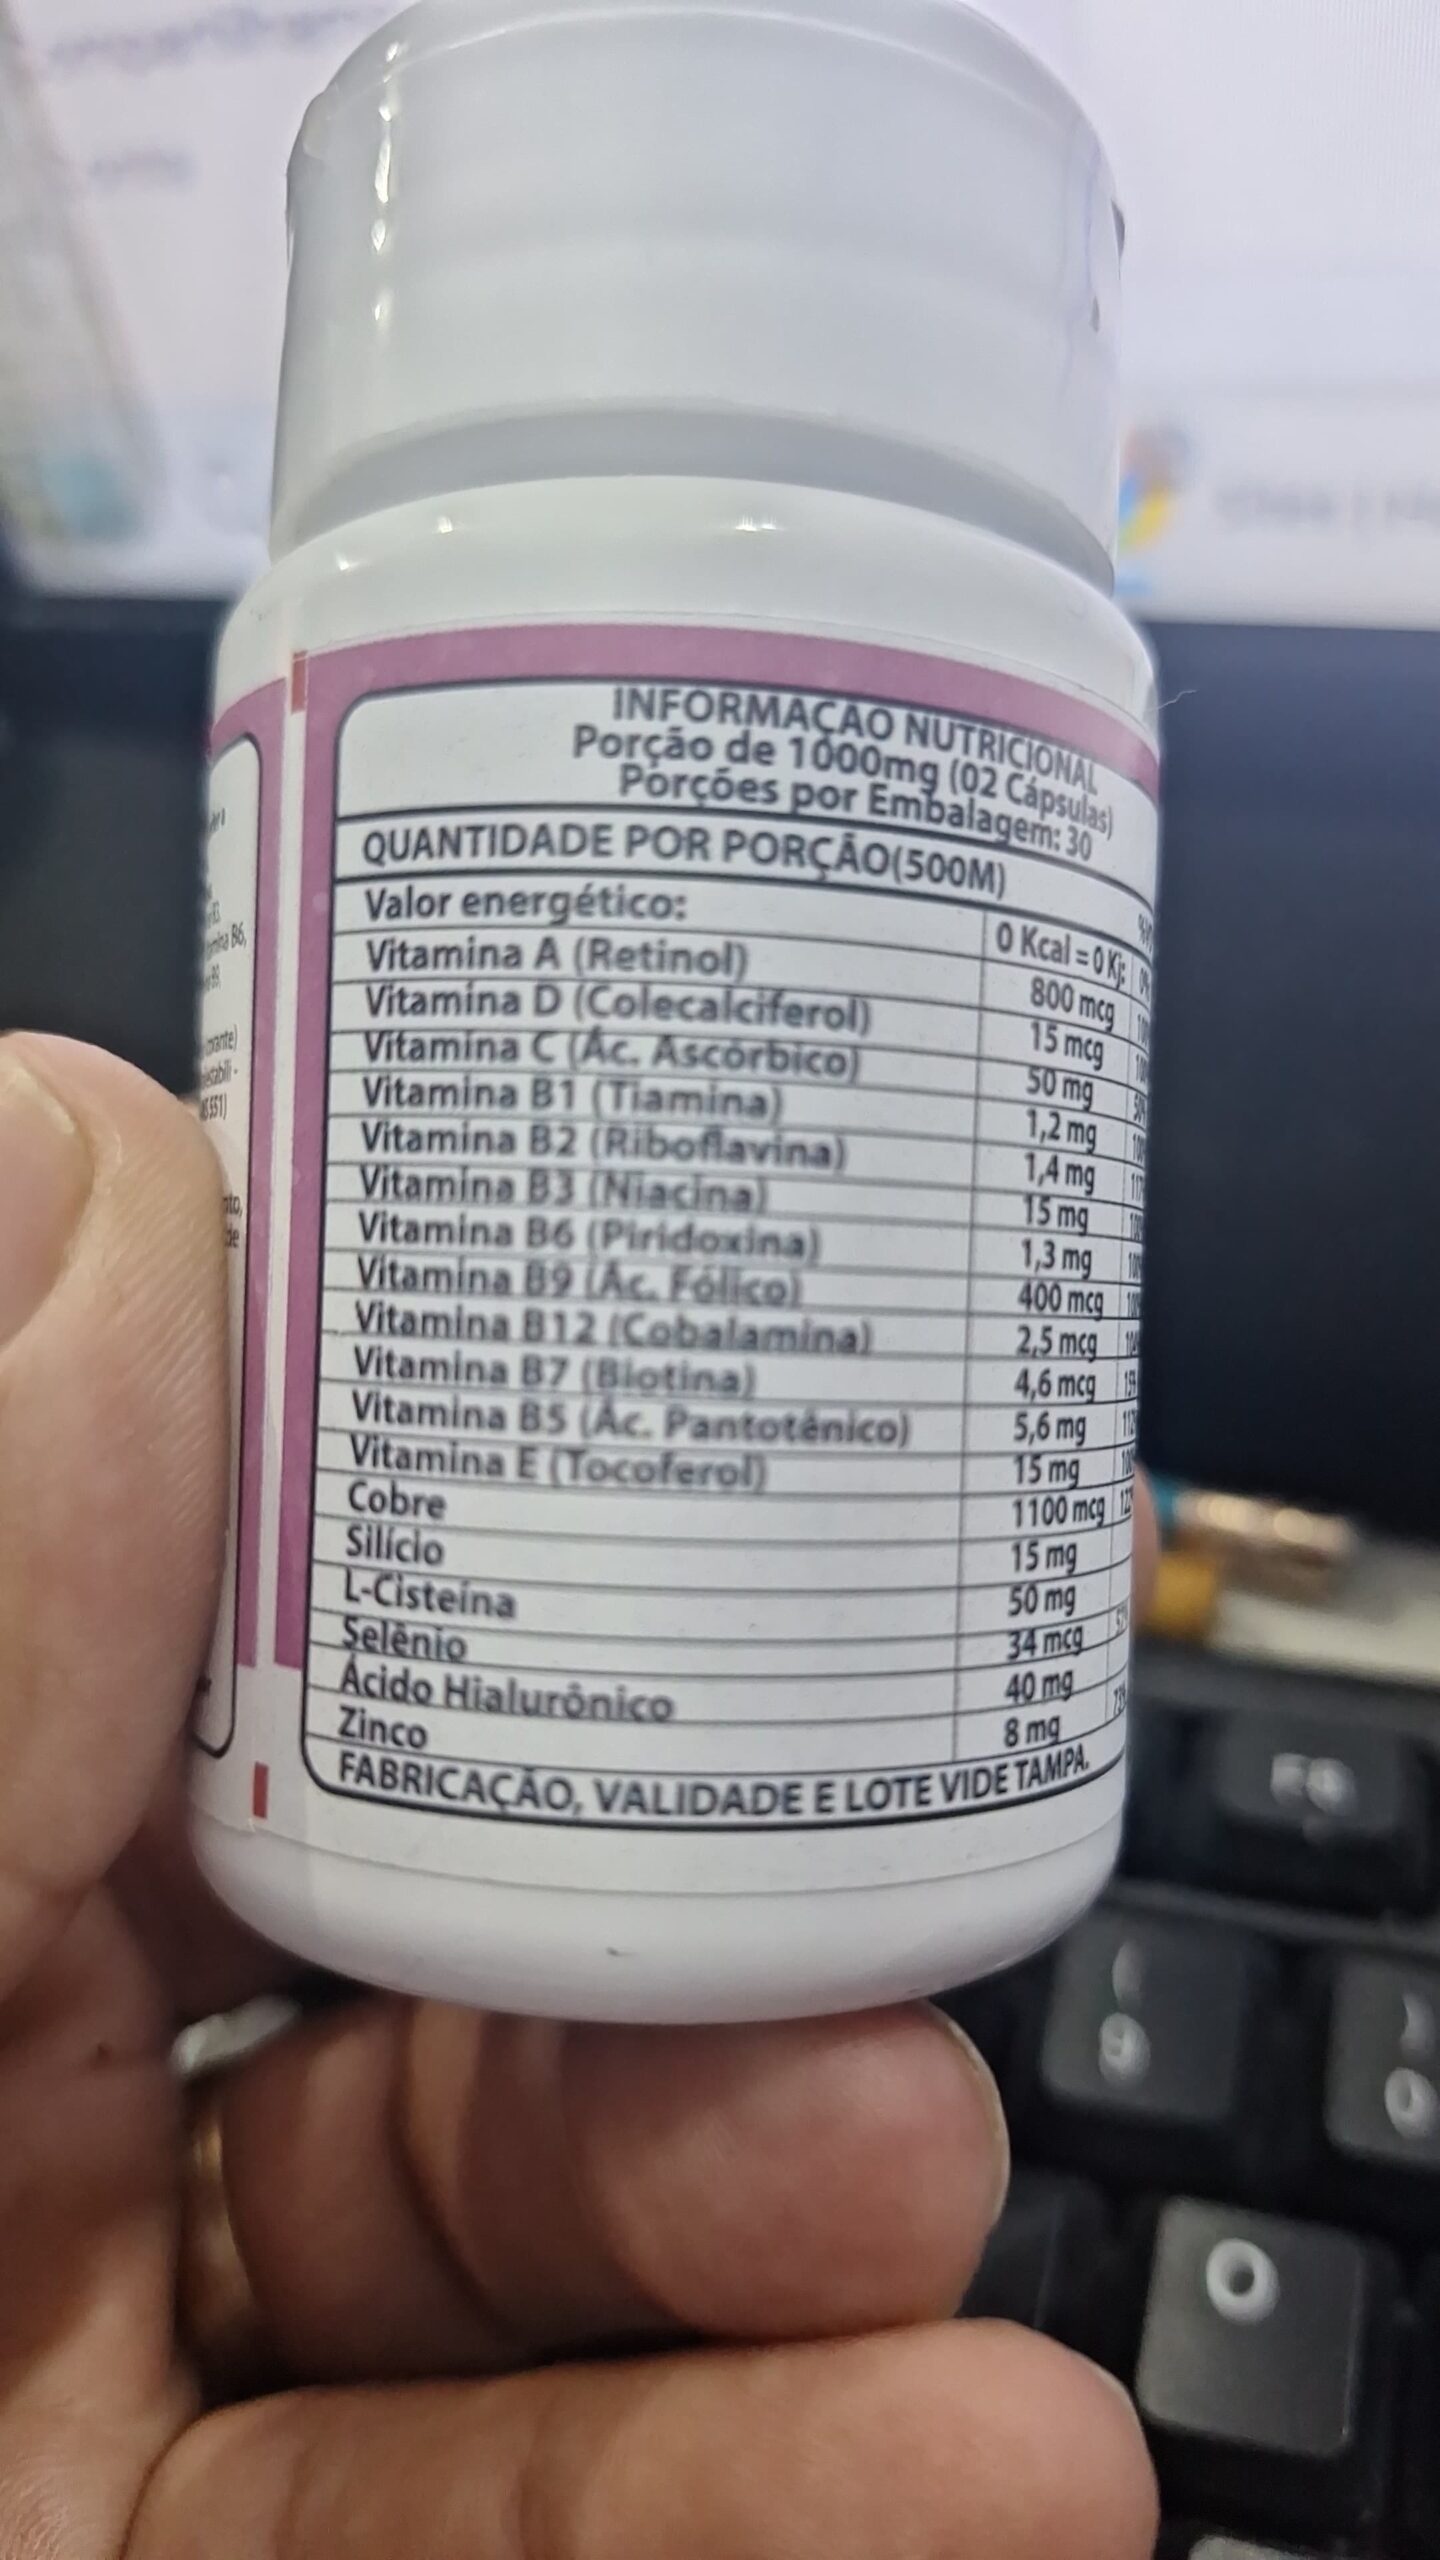 INFORMAÇAO NUTRICIONAL
Porção de 1000mg (02 Cápsulas)
Porções por Embalagem: 30
QUANTIDADE POR PORÇÃO(500M)
Valor energético: 0 Kcal = 0 Kj:
Vitamina A (Retinol) 800 mcg
Vitamina D (Colecalciferol) 15 mcg
Vitamina C (Ác. Ascórbico) 50 mg
Vitamina B1 (Tiamina) 1,2 mg
Vitamina B2 (Riboflavina) 1,4 mg
Vitamina B3 (Niacina) 15 mg
Vitamina B6 (Piridoxina) 1,3 mg
Vitamina B9 (Ác. Fólico) 400 mcg
Vitamina B12 (Cobalamina) 2,5 mcg
Vitamina B7 (Biotina) 4,6 mcg
Vitamina B5 (Ác. Pantotênico) 5,6 mg
Vitamina E (Tocoferol) 15 mg
Cobre 1100 mcg
Silício 15 mg
L-Cisteína 50 mg
Selênio 34 mcg
Ácido Hialurônico 40 mg
Zinco 8 mg
FABRICAÇÃO, VALIDADE E LOTE VIDE TAMPA.
B6,
9
O